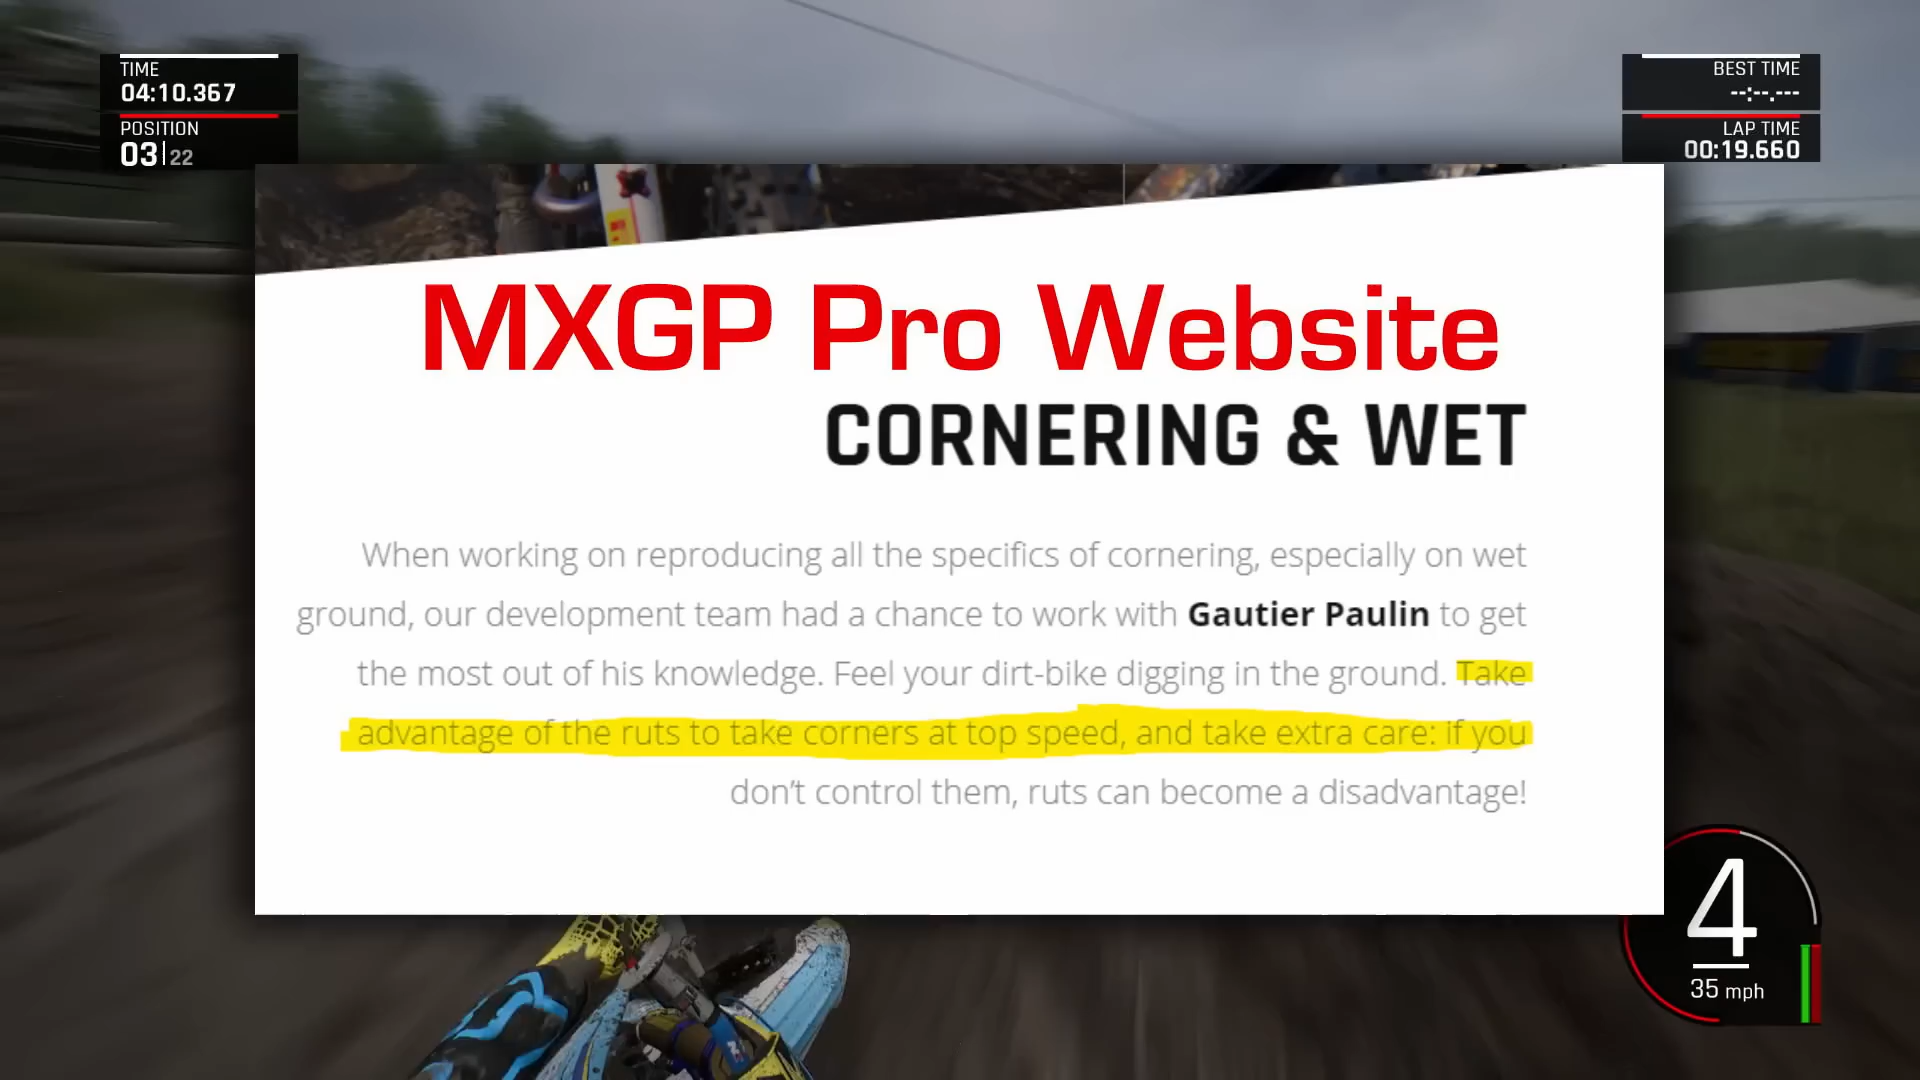 TIME
04:10.367
POSITION
03|22
BEST TIME
--:--.---
LAP TIME
00:19.660
MXGP Pro Website
CORNERING & WET
When working on reproducing all the specifics of cornering, especially on wet
ground, our development team had a chance to work with Gautier Paulin to get
the most out of his knowledge. Feel your dirt-bike digging in the ground. Take
advantage of the ruts to take corners at top speed, and take extra care: if you
don't control them, ruts can become a disadvantage!
4
35 mph